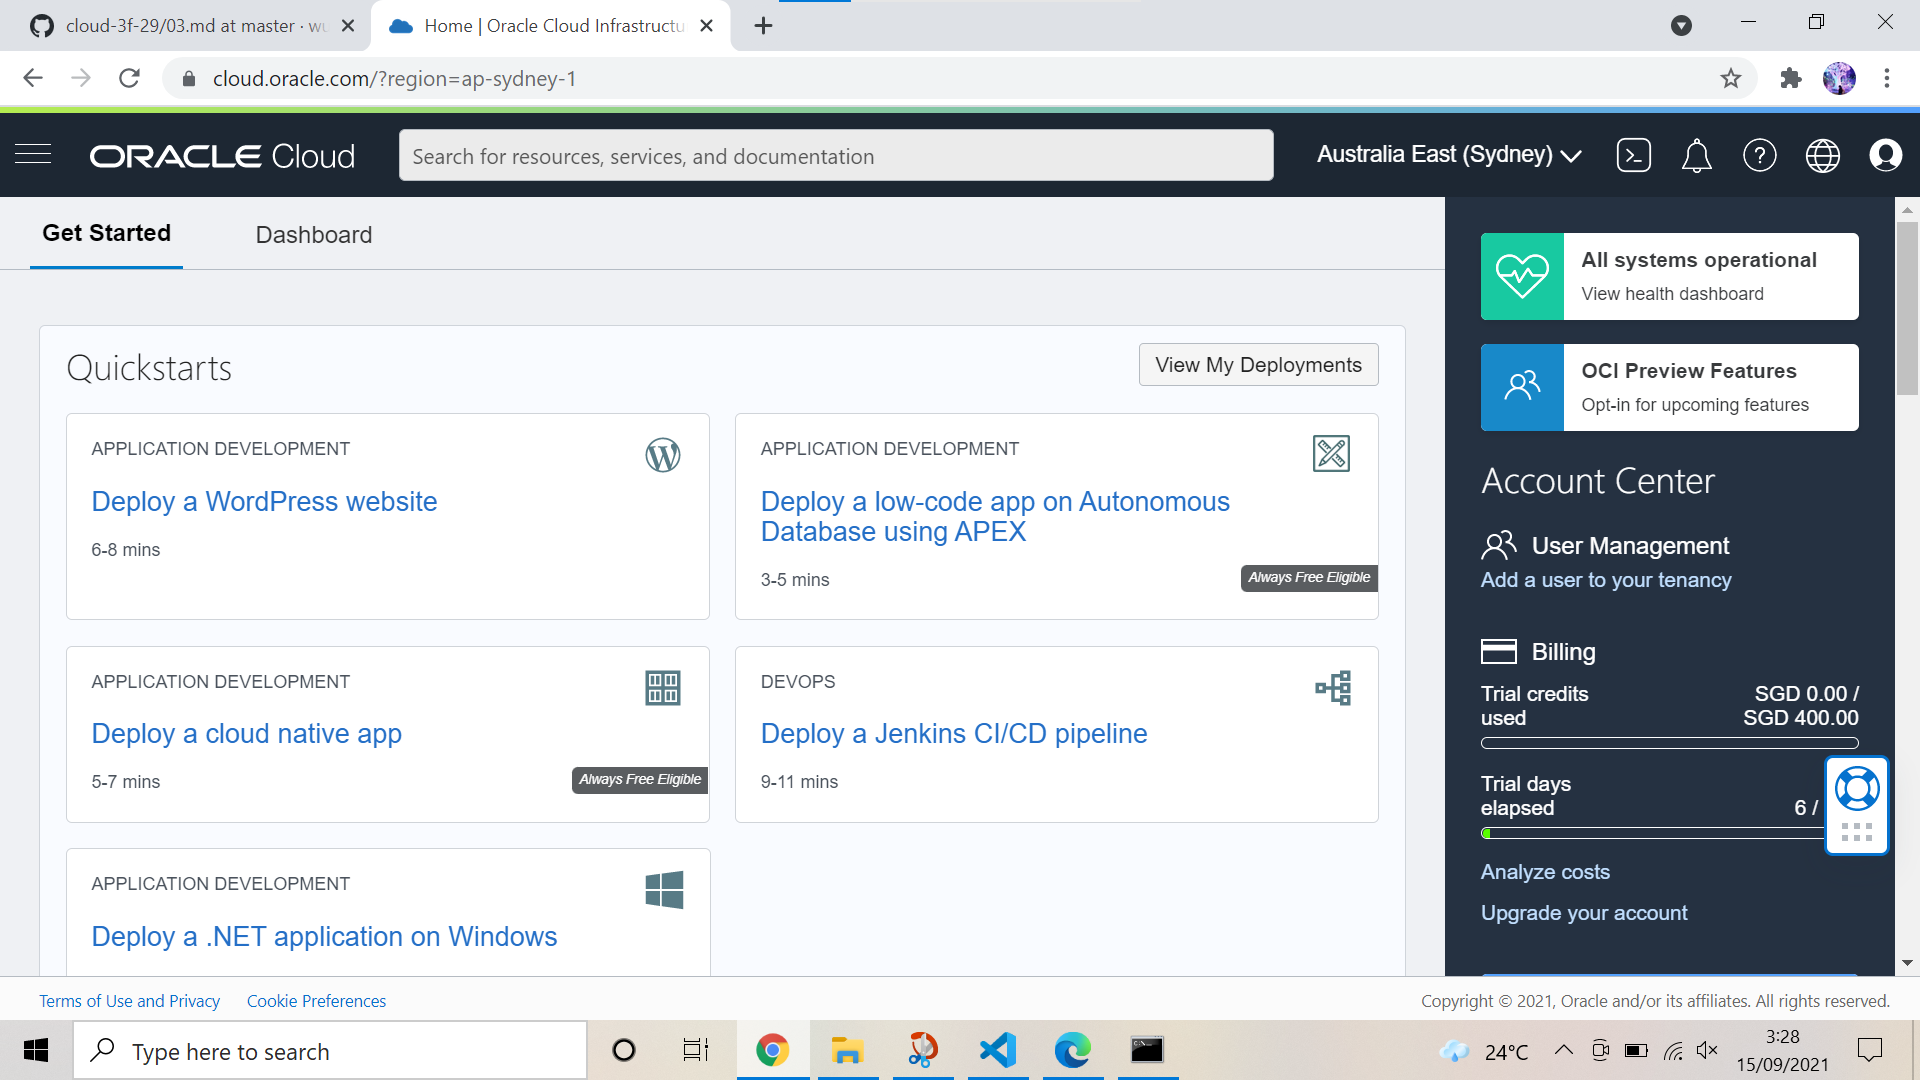 cloud-3f-29/03.md at master · wu
Home | Oracle Cloud Infrastructu
cloud.oracle.com/?region=ap-sydney-1
ORACLE Cloud
Search for resources, services, and documentation
Australia East (Sydney)
Get Started
Dashboard
Quickstarts
View My Deployments
APPLICATION DEVELOPMENT
Deploy a WordPress website
6-8 mins
APPLICATION DEVELOPMENT
Deploy a low-code app on Autonomous
Database using APEX
3-5 mins
Always Free Eligible
APPLICATION DEVELOPMENT
Deploy a cloud native app
5-7 mins
Always Free Eligible
DEVOPS
Deploy a Jenkins CI/CD pipeline
9-11 mins
APPLICATION DEVELOPMENT
Deploy a .NET application on Windows
All systems operational
View health dashboard
OCI Preview Features
Opt-in for upcoming features
Account Center
User Management
Add a user to your tenancy
Billing
Trial credits used SGD 0.00 /
SGD 400.00
Trial days
elapsed 6 /
Analyze costs
Upgrade your account
Terms of Use and Privacy
Cookie Preferences
Copyright © 2021, Oracle and/or its affiliates. All rights reserved.
Type here to search
24°C
3:28
15/09/2021